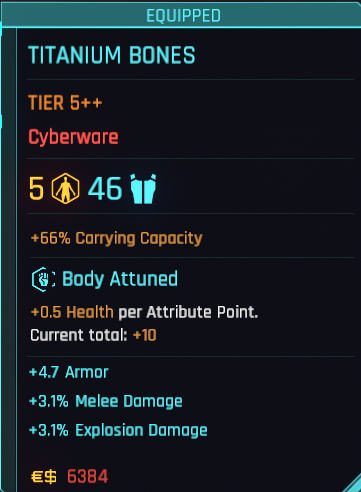 EQUIPPED
TITANIUM BONES
TIER 5++
Cyberware
5 46
+66% Carrying Capacity
Body Attuned
+0.5 Health per Attribute Point.
Current total: +10
+4.7 Armor
+3.1% Melee Damage
+3.1% Explosion Damage
€$ 6384